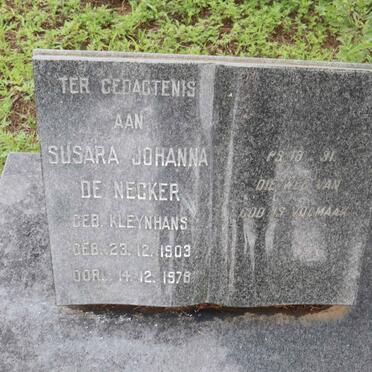 TER GEDAGTENIS
AAN
SUSARA JOHANNA
DE NECKER
GEB. KLEYNHANS
GEB. 23. 12. 1903
OORL. 14. 12. 1978
PS. 18 : 31.
DIE WEG VAN
GOD IS VOLMAAK